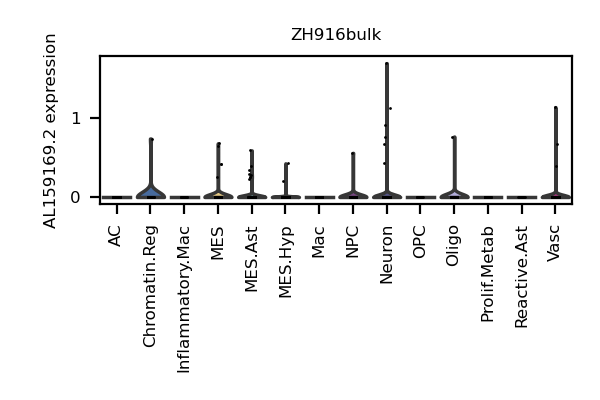 ZH916bulk
AL159169.2 expression
1
0
AC
Chromatin.Reg
Inflammatory.Mac
MES
MES.Ast
MES.Hyp
Mac
NPC
Neuron
OPC
Oligo
Prolif.Metab
Reactive.Ast
Vasc